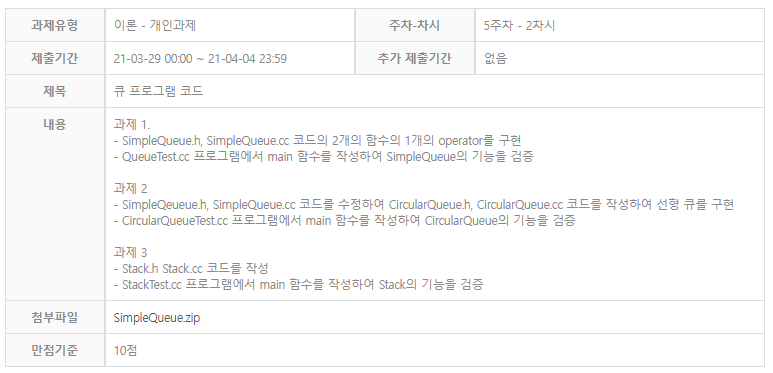 과제유형 이론 - 개인과제 주차-차시 5주차 - 2차시
제출기간 21-03-29 00:00 ~ 21-04-04 23:59 추가 제출기간 없음
제목 큐 프로그램 코드
내용 과제 1.
- SimpleQueue.h, SimpleQueue.cc 코드의 2개의 함수의 1개의 operator를 구현
- QueueTest.cc 프로그램에서 main 함수를 작성하여 SimpleQueue의 기능을 검증
과제 2
- SimpleQeueue.h, SimpleQueue.cc 코드를 수정하여 CircularQueue.h, CircularQueue.cc 코드를 작성하여 선형 큐를 구현
- CircularQueueTest.cc 프로그램에서 main 함수를 작성하여 CircularQueue의 기능을 검증
과제 3
- Stack.h Stack.cc 코드를 작성
- StackTest.cc 프로그램에서 main 함수를 작성하여 Stack의 기능을 검증
첨부파일 SimpleQueue.zip
만점기준 10점